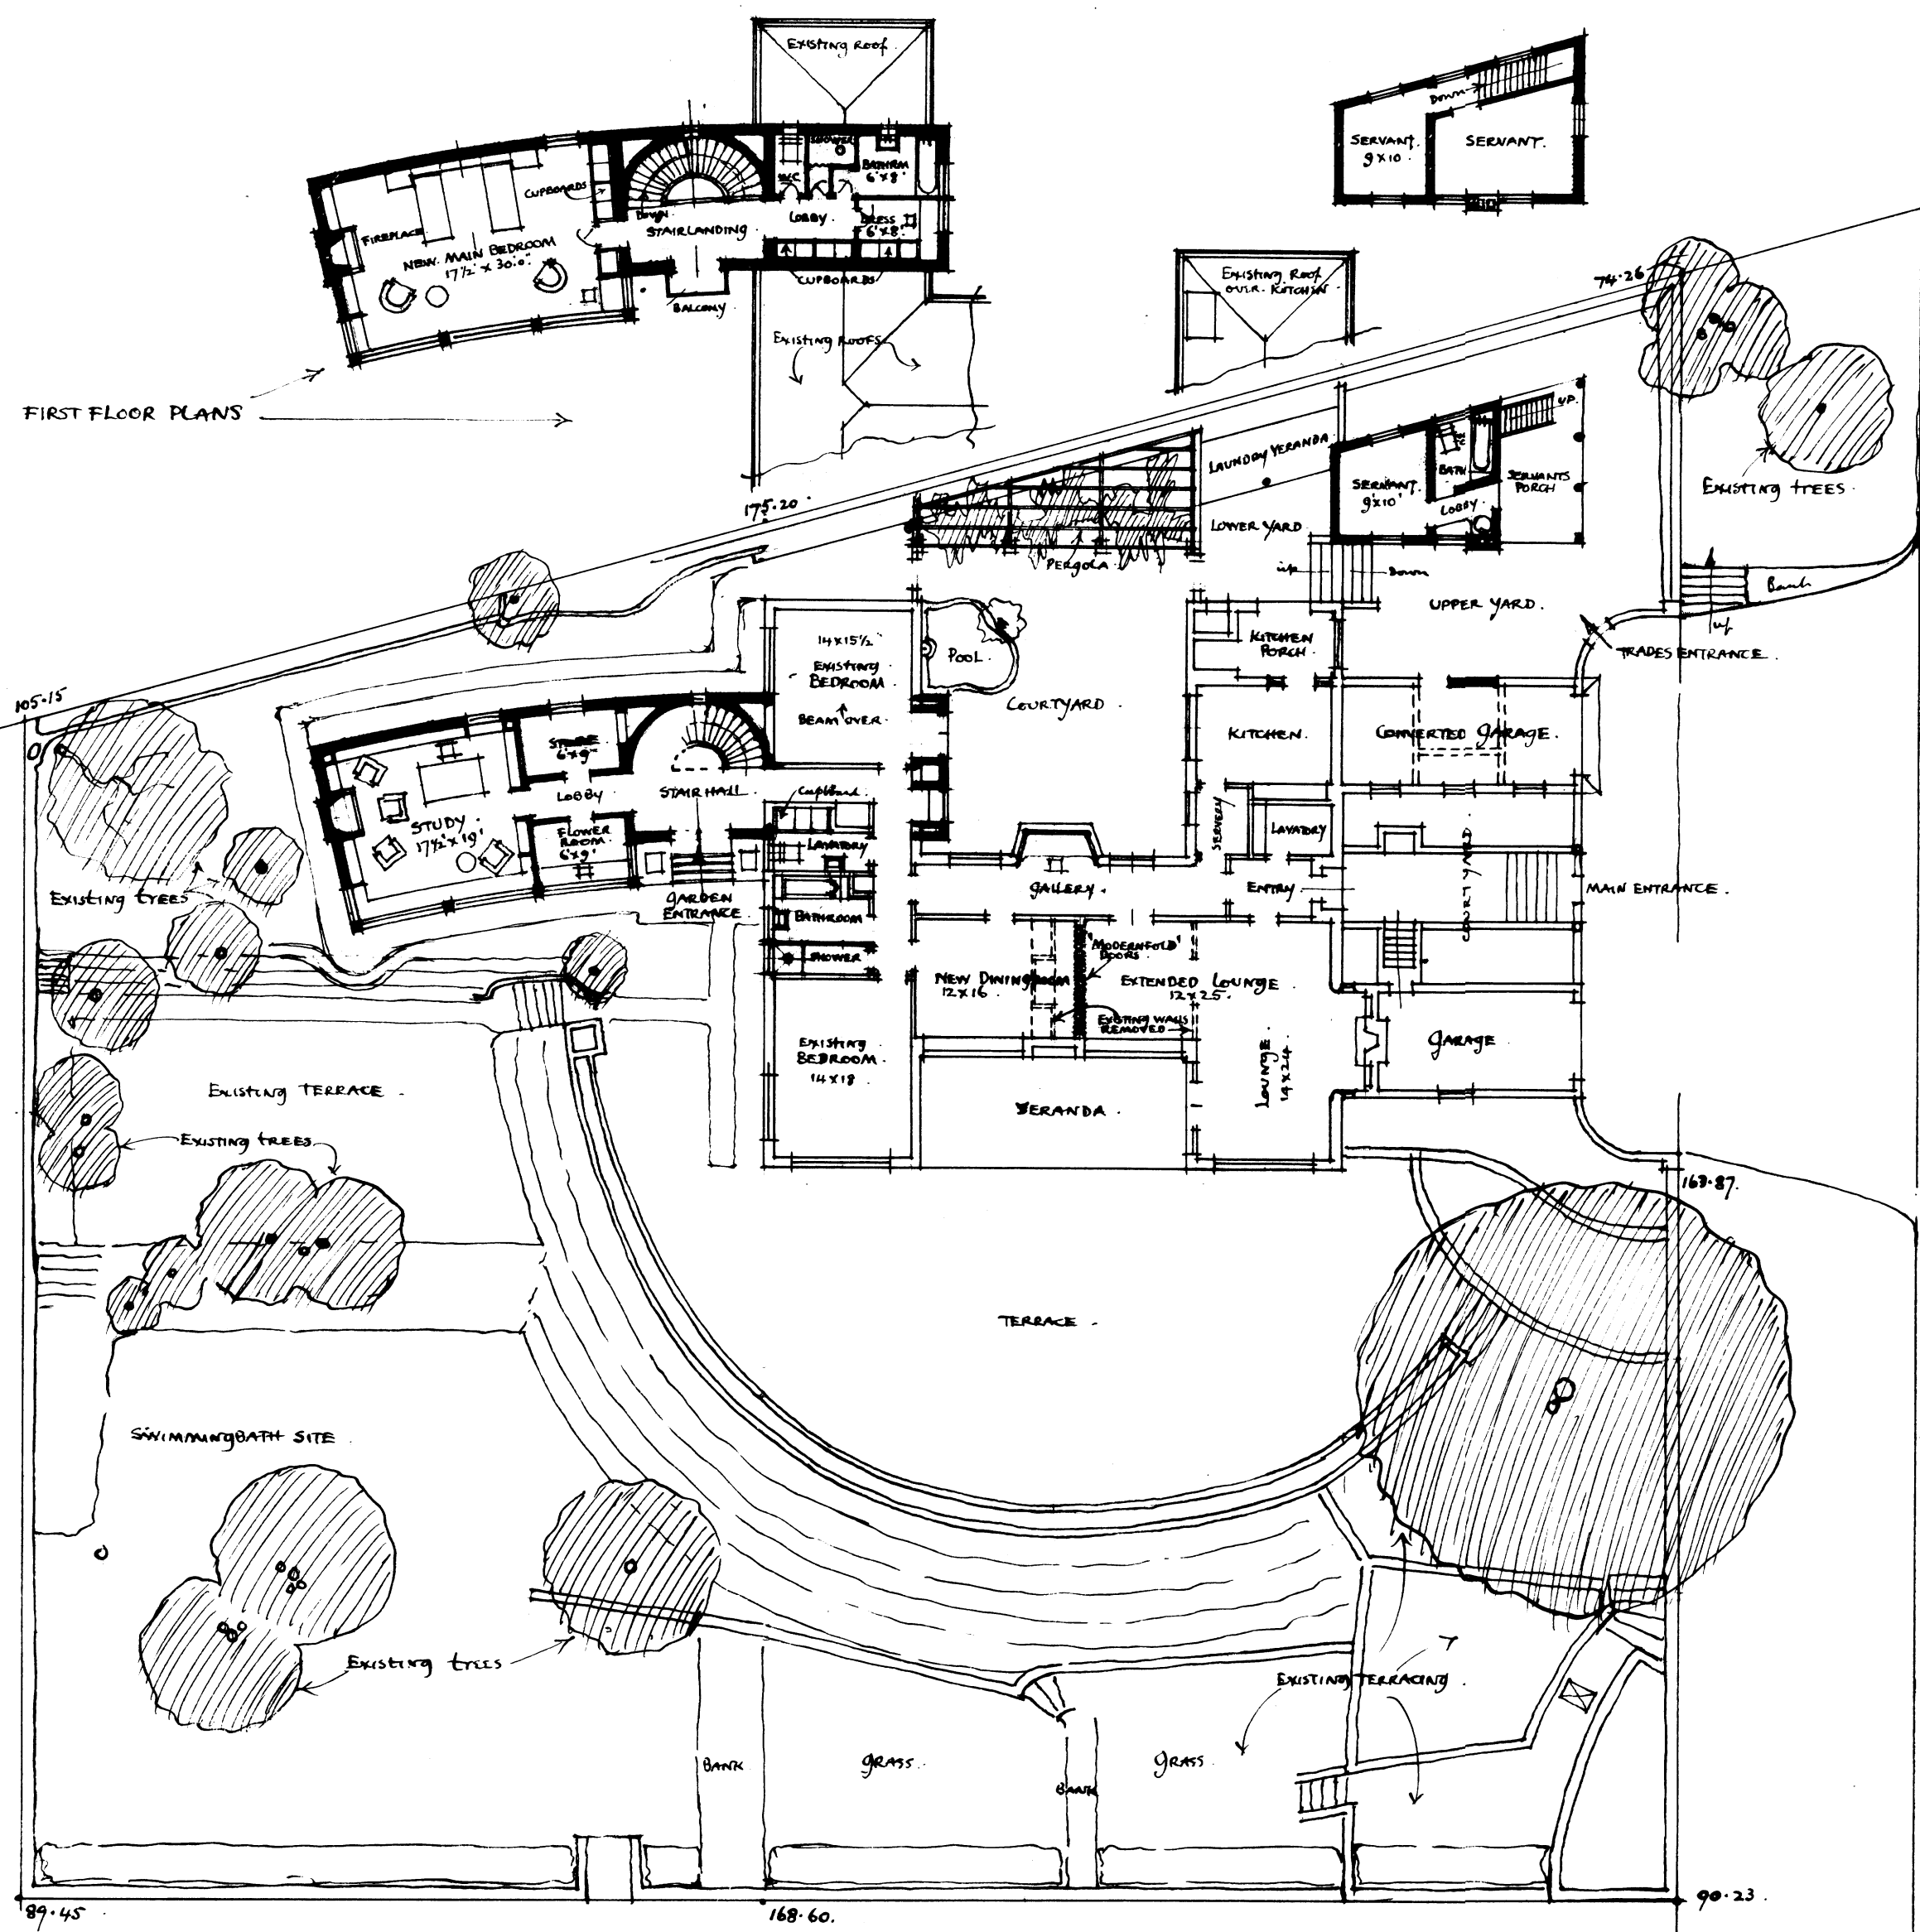 EXISTING ROOF.
SHOWER
W.C.
BATHRM
6'x8'
CUPBOARDS
DOWN.
STAIRLANDING.
LOBBY.
DRESS
6'x8'
FIREPLACE
NEW MAIN BEDROOM
17½' x 30'.0"
CUPBOARDS
BALCONY.
EXISTING ROOFS
FIRST FLOOR PLANS
DOWN
SERVANT.
9x10.
SERVANT.
EXISTING ROOF
OVER KITCHEN.
74.26
EXISTING TREES.
LAUNDRY VERANDA.
UP.
SERVANT.
9'x10'
BATH
LOBBY.
SERVANTS
PORCH
LOWER YARD
175.20
PERGOLA
UP
DOWN
UPPER YARD.
BANK
UP
TRADES ENTRANCE.
14x15½
EXISTING
BEDROOM.
BEAM OVER.
POOL.
COURTYARD.
KITCHEN
PORCH.
KITCHEN.
CONVERTED GARAGE.
105.15
STORE
6'x9'
LOBBY
STAIR HALL.
CUPBOARD.
STUDY.
17½' x 19'
FLOWER
ROOM
6'x9'
LAVATORY
GARDEN
ENTRANCE.
BATHROOM
SHOWER
SERVERY
LAVATORY
GALLERY.
ENTRY.
COURTYARD
MAIN ENTRANCE.
EXISTING TREES
'MODERNFOLD'
DOORS.
NEW DINING ROOM
12x16.
EXTENDED LOUNGE
12x25.
EXISTING WALLS
REMOVED
LOUNGE.
14x24.
GARAGE
EXISTING
BEDROOM.
14x18.
VERANDA.
EXISTING TERRACE.
EXISTING TREES
163.87.
TERRACE.
SWIMMINGBATH SITE
EXISTING TREES
EXISTING TERRACING.
BANK
GRASS.
BANK
GRASS.
89.45
168.60.
90.23.